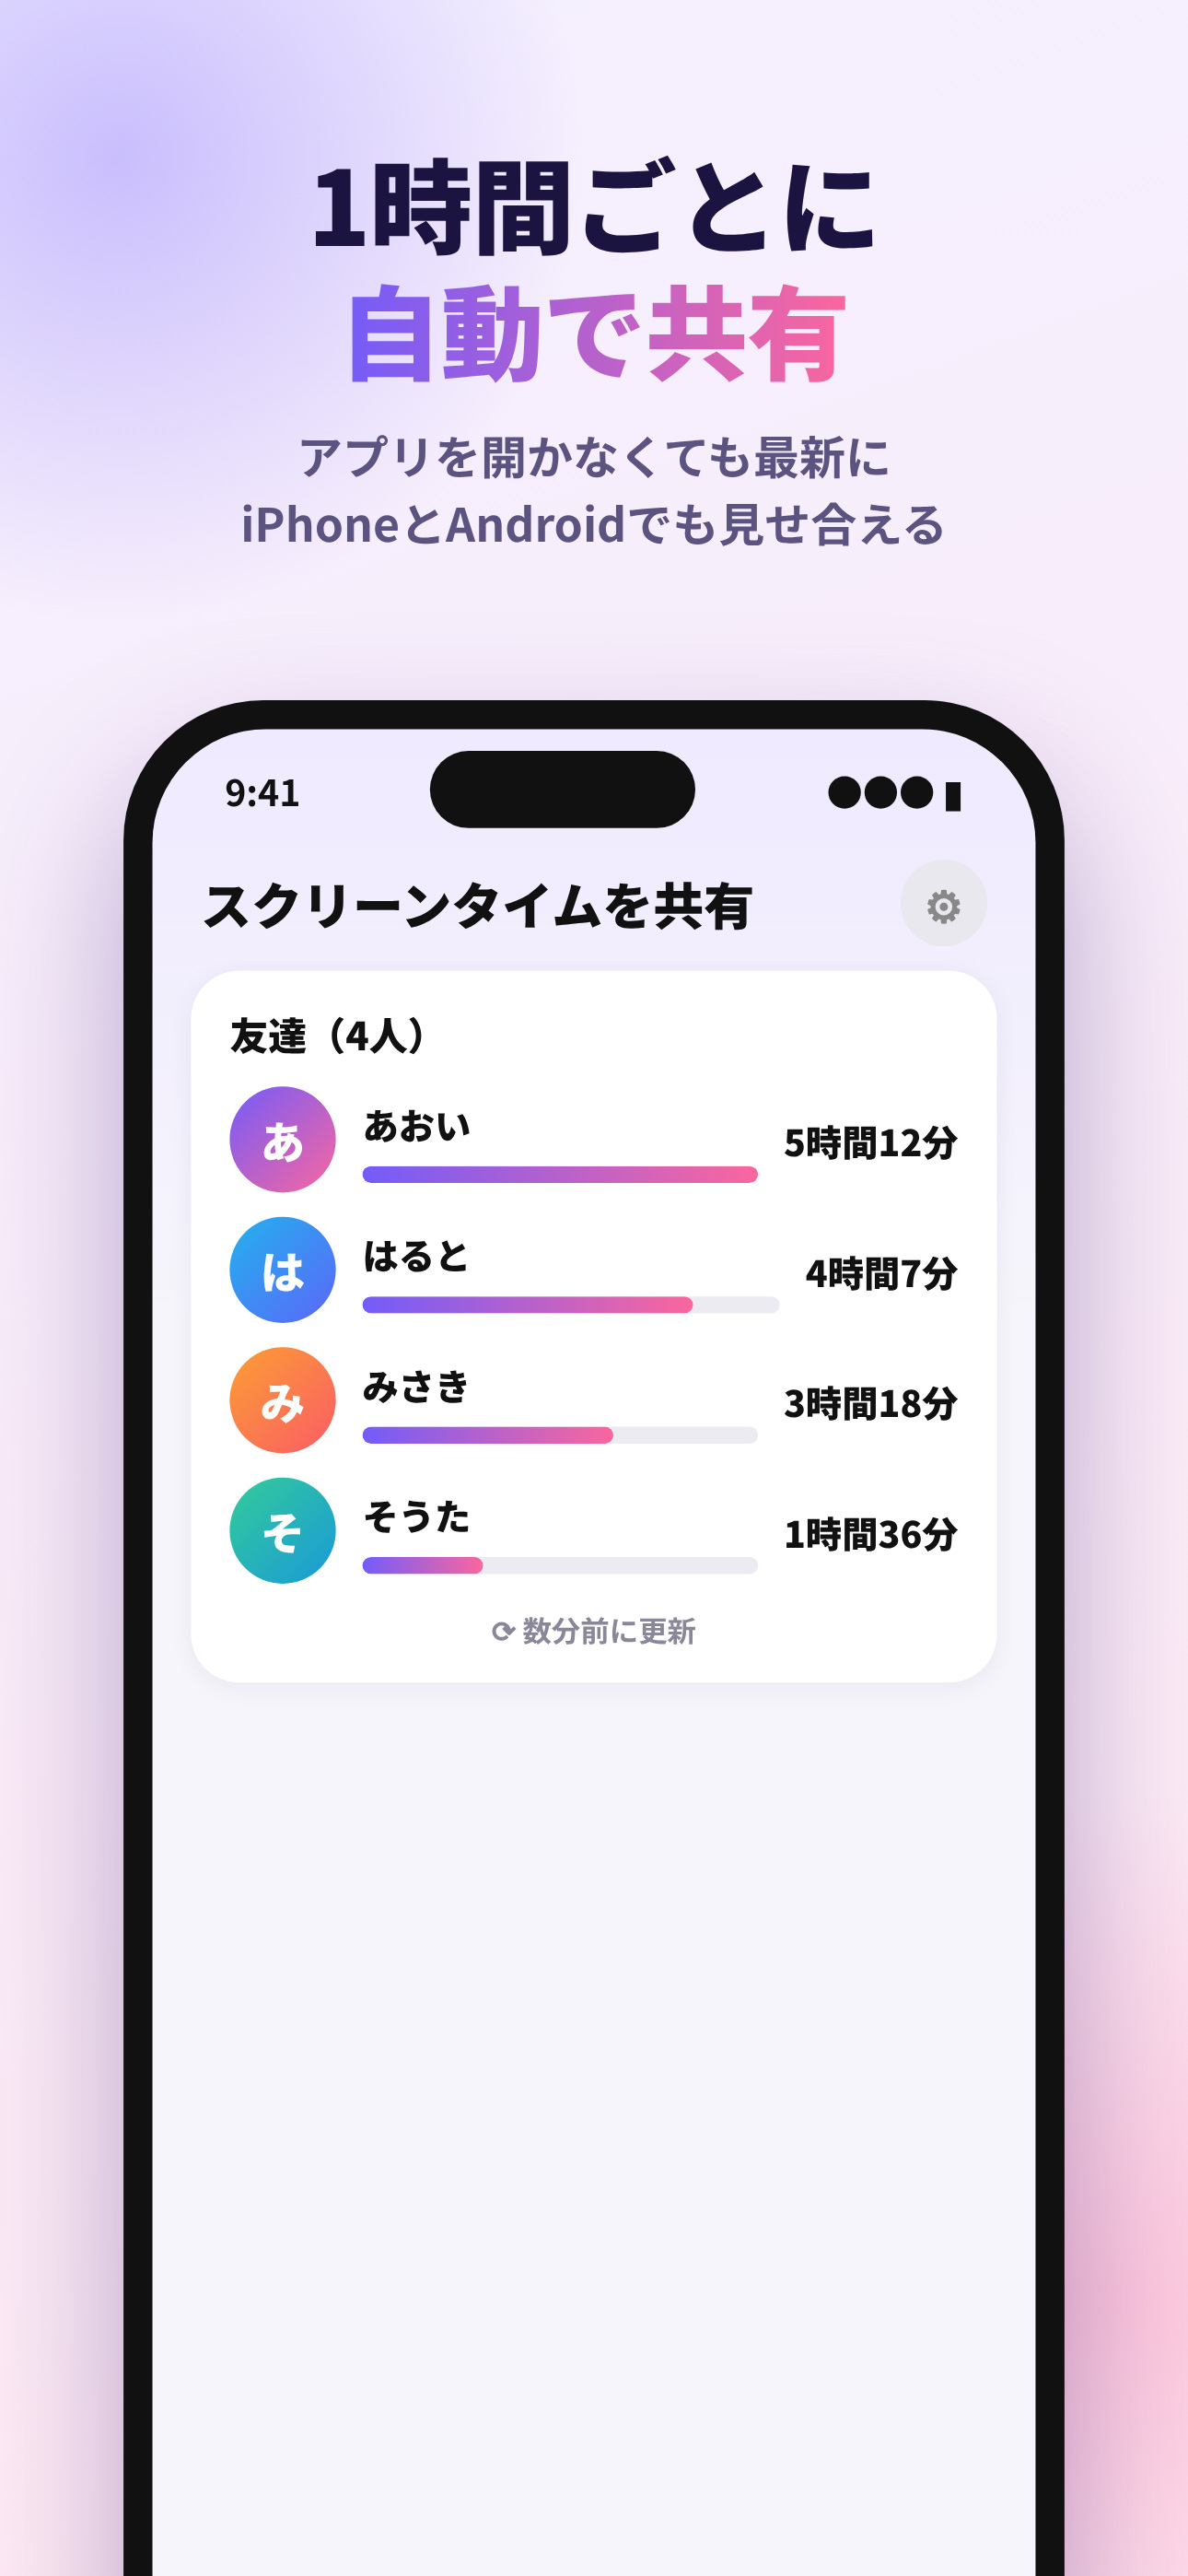 1時間ごとに
自動で共有
アプリを開かなくても最新に
iPhoneとAndroidでも見せ合える
9:41
スクリーンタイムを共有
友達（4人）
あ
あおい
5時間12分
は
はると
4時間7分
み
みさき
3時間18分
そ
そうた
1時間36分
⟳ 数分前に更新